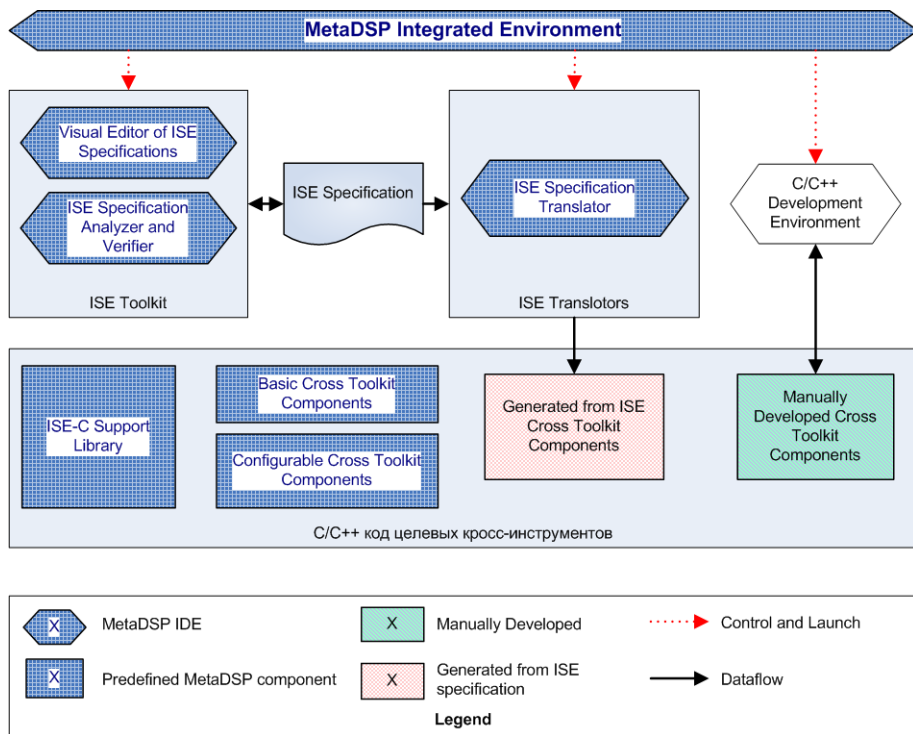 MetaDSP Integrated Environment
Visual Editor of ISE
Specifications
ISE Specification
Analyzer and
Verifier
ISE Toolkit
ISE Specification
ISE Specification
Translator
ISE Translotors
C/C++
Development
Environment
ISE-C Support
Library
Basic Cross Toolkit
Components
Configurable Cross Toolkit
Components
Generated from ISE
Cross Toolkit
Components
Manually
Developed Cross
Toolkit
Components
C/C++ код целевых кросс-инструментов
X
MetaDSP IDE
X
Manually Developed
Control and Launch
X
Predefined MetaDSP component
X
Generated from ISE
specification
Dataflow
Legend